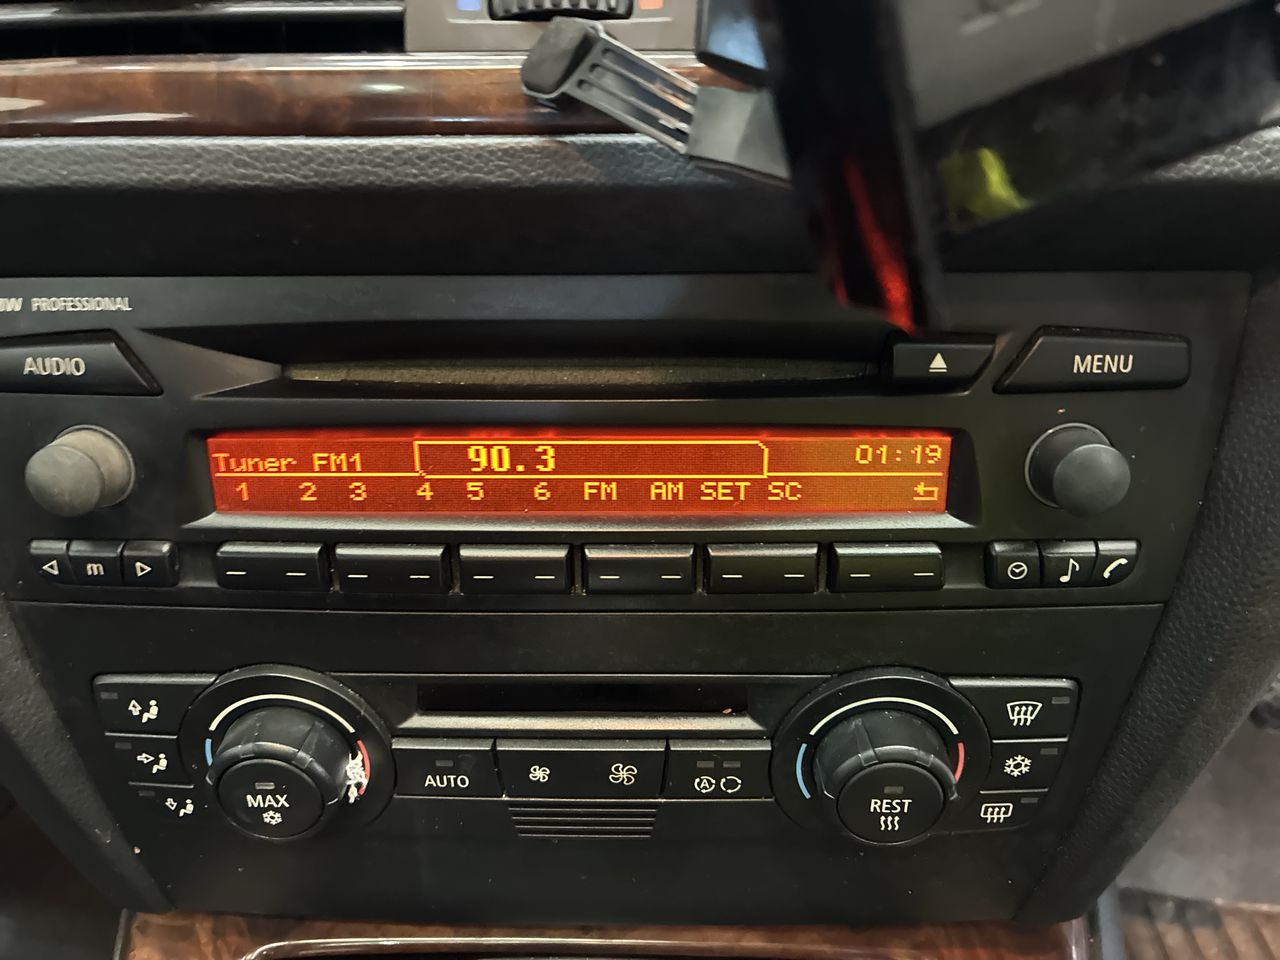 PROFESSIONAL
AUDIO
MENU
Tuner FM1 90.3 01:19
1 2 3 4 5 6 FM AM SET SC
m
AUTO
A
MAX
REST